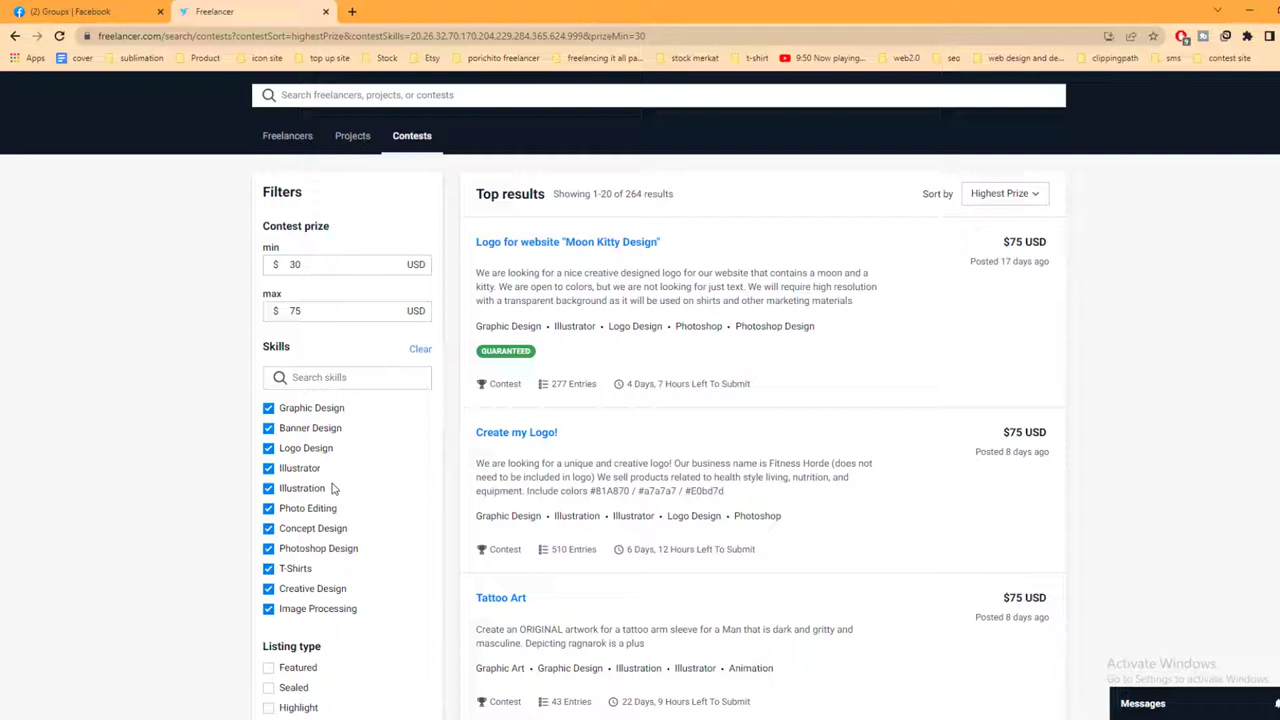 (2) Groups | Facebook
Freelancer
freelancer.com/search/contests?contestSort=highestPrize&contestSkills=20.26.32.70.170.204.229.284.365.624.999&prizeMin=30
Apps cover sublimation Product icon site top up site Stock Etsy porichito freelancer freelancing it all pa... stock merkat t-shirt 9:50 Now playing... web2.0 seo web design and de... clippingpath sms contest site
Search freelancers, projects, or contests
Freelancers Projects Contests
Filters
Contest prize
min
$ 30 USD
max
$ 75 USD
Skills Clear
Search skills
Graphic Design
Banner Design
Logo Design
Illustrator
Illustration
Photo Editing
Concept Design
Photoshop Design
T-Shirts
Creative Design
Image Processing
Listing type
Featured
Sealed
Highlight
Top results Showing 1-20 of 264 results Sort by Highest Prize
Logo for website "Moon Kitty Design" $75 USD
Posted 17 days ago
We are looking for a nice creative designed logo for our website that contains a moon and a
kitty. We are open to colors, but we are not looking for just text. We will require high resolution
with a transparent background as it will be used on shirts and other marketing materials.
Graphic Design • Illustrator • Logo Design • Photoshop • Photoshop Design
GUARANTEED
Contest 277 Entries 4 Days, 7 Hours Left To Submit
Create my Logo! $75 USD
Posted 8 days ago
We are looking for a unique and creative logo! Our business name is Fitness Horde (does not
need to be included in logo) We sell products related to health style living, nutrition, and
equipment. Include colors #81A870 / #a7a7a7 / #E0bd7d
Graphic Design • Illustration • Illustrator • Logo Design • Photoshop
Contest 510 Entries 6 Days, 12 Hours Left To Submit
Tattoo Art $75 USD
Posted 8 days ago
Create an ORIGINAL artwork for a tattoo arm sleeve for a Man that is dark and gritty and
masculine. Depicting ragnarok is a plus
Graphic Art • Graphic Design • Illustration • Illustrator • Animation
Contest 43 Entries 22 Days, 9 Hours Left To Submit
Activate Windows
Go to Settings to activate Windows.
Messages